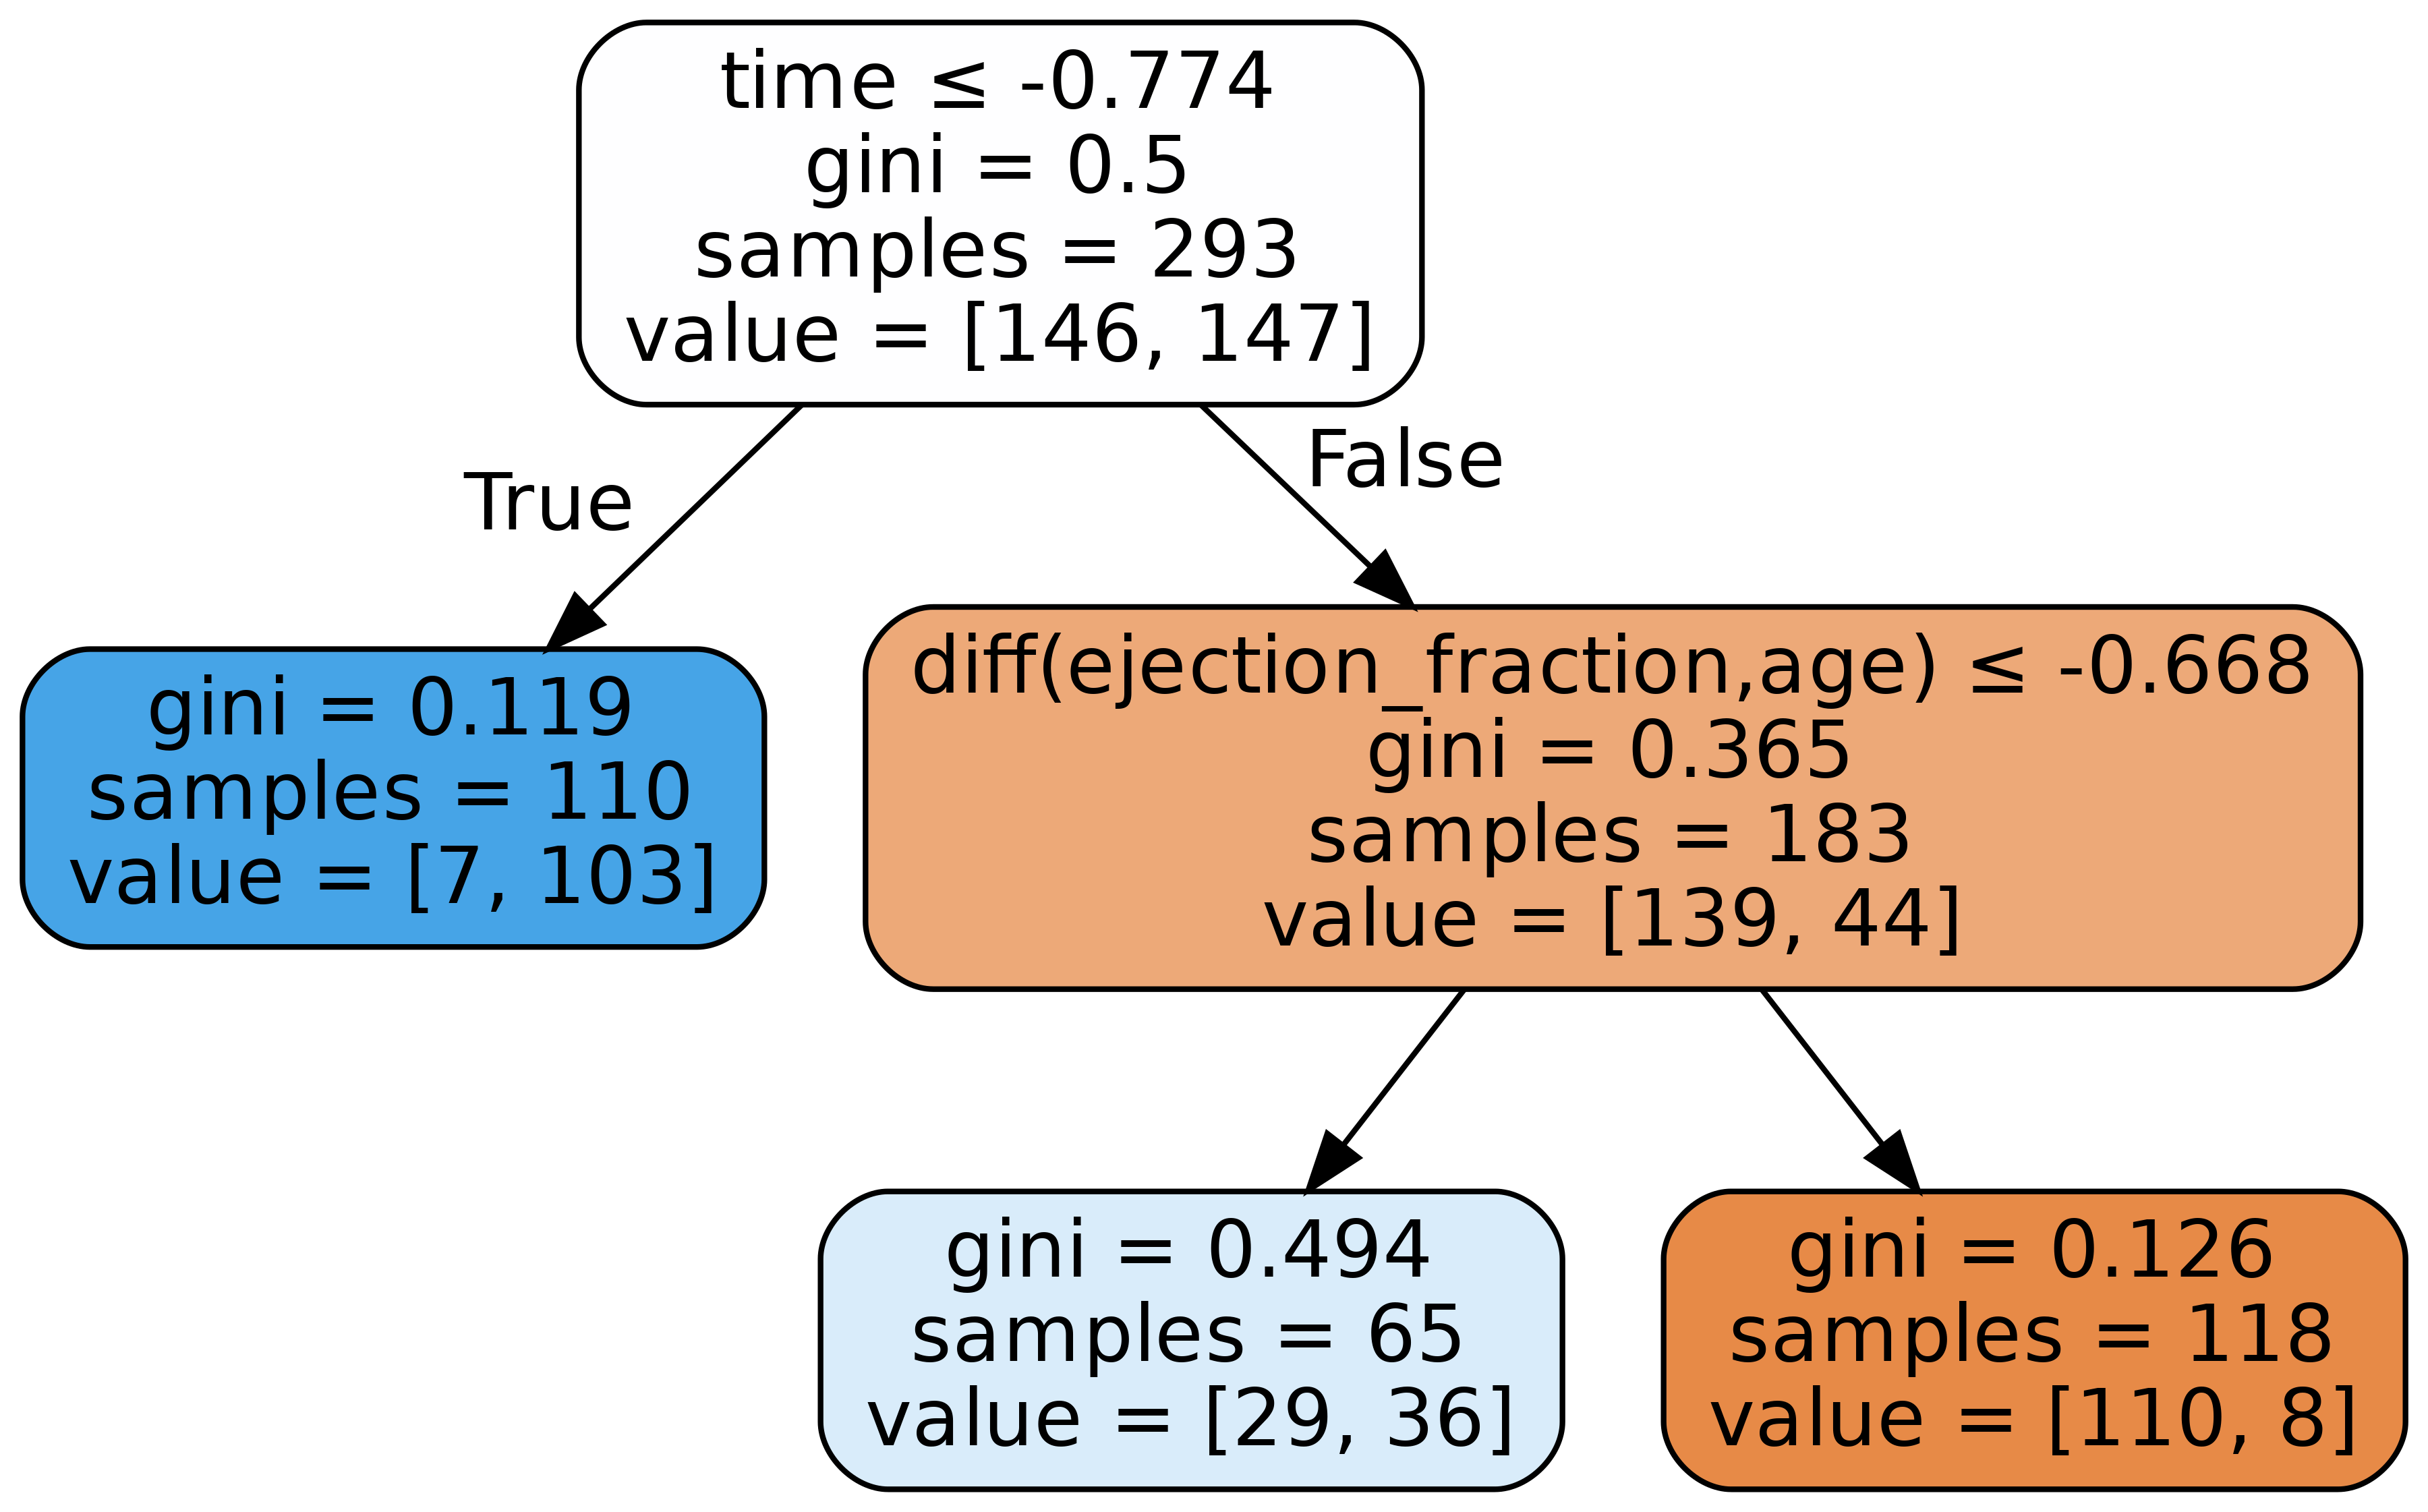 time ≤ -0.774
gini = 0.5
samples = 293
value = [146, 147]
True
False
gini = 0.119
samples = 110
value = [7, 103]
diff(ejection_fraction,age) ≤ -0.668
gini = 0.365
samples = 183
value = [139, 44]
gini = 0.494
samples = 65
value = [29, 36]
gini = 0.126
samples = 118
value = [110, 8]